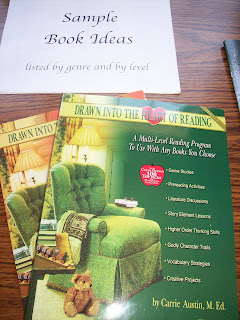 Sample
Book Ideas
listed by genre and by level
DRAWN INTO THE HEART OF READING
A Multi-Level Reading Program
To Use With Any Books You Choose
• Genre Studies
• Prereading Activities
• Literature Discussions
• Story Element Lessons
• Higher Order Thinking Skills
• Godly Character Traits
• Vocabulary Strategies
• Creative Projects
by Carrie Austin, M. Ed.
DRAWN INTO
DRAWN INTO